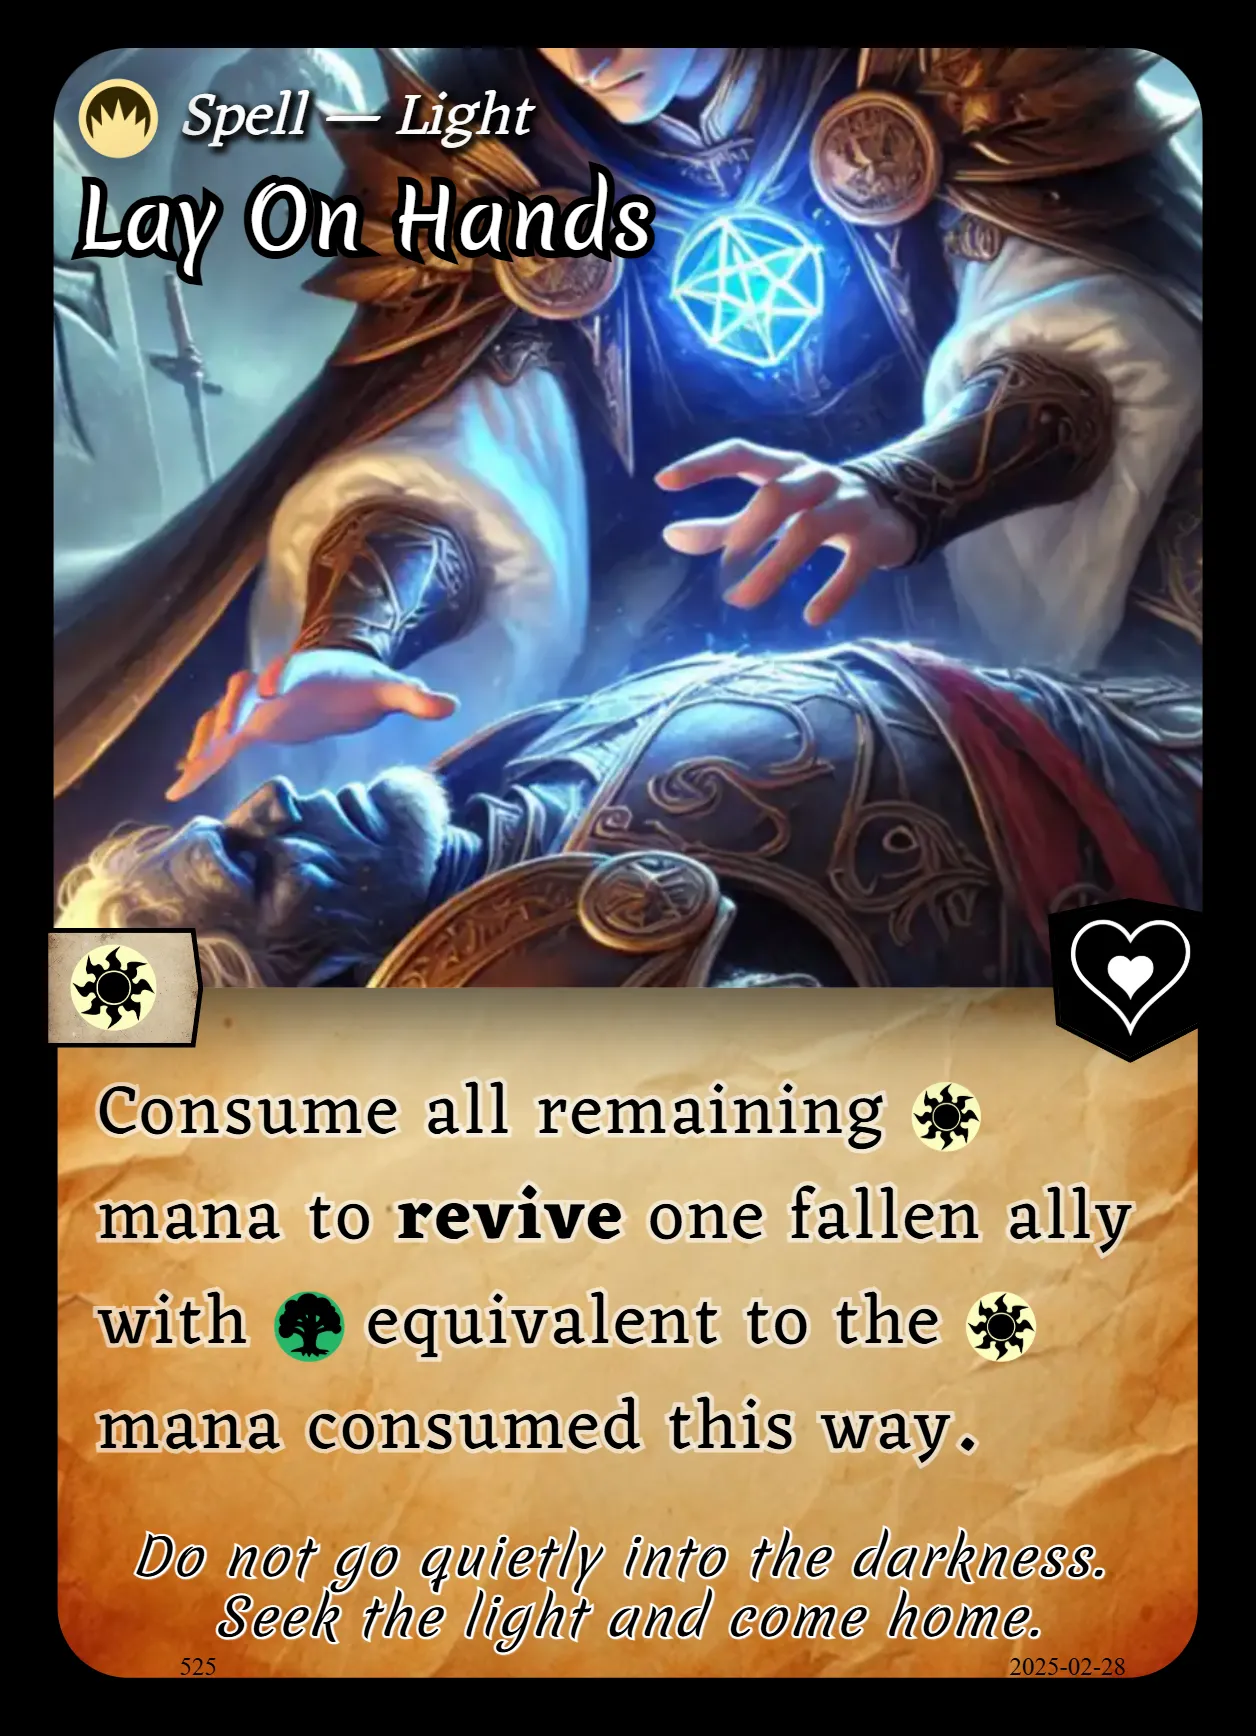 Spell — Light
Lay On Hands
Consume all remaining
mana to revive one fallen ally
with equivalent to the
mana consumed this way.
Do not go quietly into the darkness.
Seek the light and come home.
525
2025-02-28